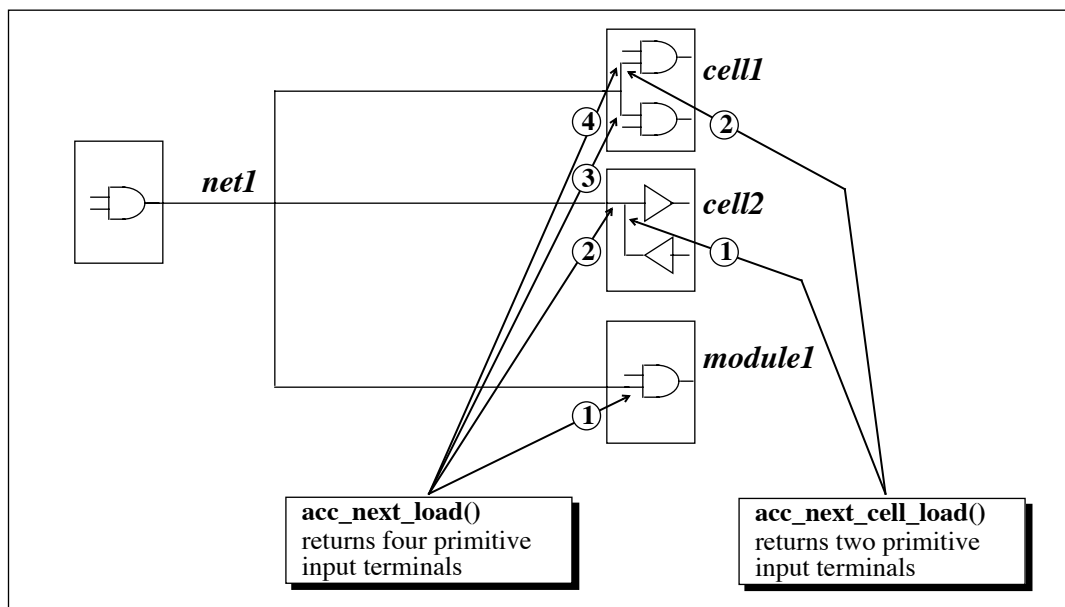 cell1
4
2
3
net1
cell2
2
1
module1
1
acc_next_load()
returns four primitive
input terminals
acc_next_cell_load()
returns two primitive
input terminals